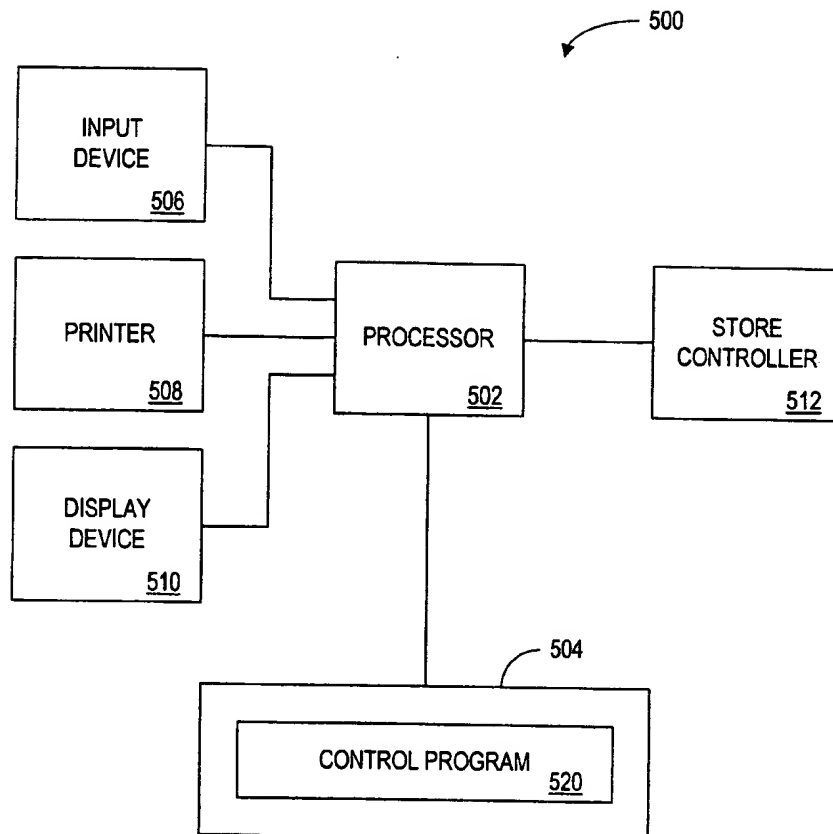 500
INPUT
DEVICE
506
PRINTER
508
DISPLAY
DEVICE
510
PROCESSOR
502
STORE
CONTROLLER
512
504
CONTROL PROGRAM
520